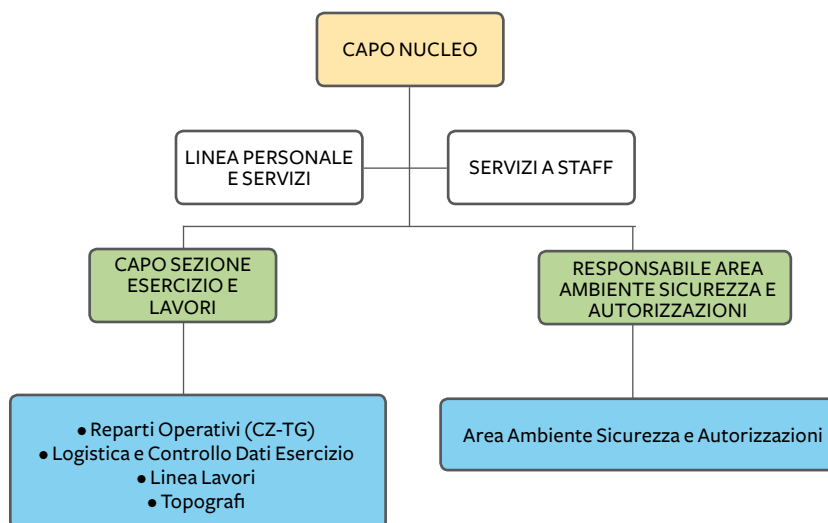 CAPO NUCLEO
LINEA PERSONALE
E SERVIZI
SERVIZI A STAFF
CAPO SEZIONE
ESERCIZIO E
LAVORI
RESPONSABILE AREA
AMBIENTE SICUREZZA E
AUTORIZZAZIONI
● Reparti Operativi (CZ-TG)
● Logistica e Controllo Dati Esercizio
● Linea Lavori
● Topografi
Area Ambiente Sicurezza e Autorizzazioni